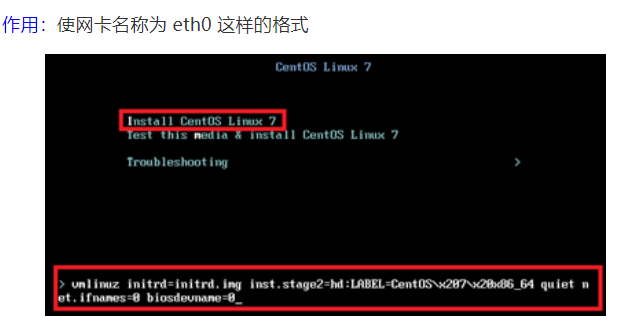 作用：使网卡名称为 eth0 这样的格式
CentOS Linux 7
Install CentOS Linux 7
Test this media & install CentOS Linux 7
Troubleshooting >
> vmlinuz initrd=initrd.img inst.stage2=hd:LABEL=CentOS\x207\x20x86_64 quiet n
et.ifnames=0 biosdevname=0_